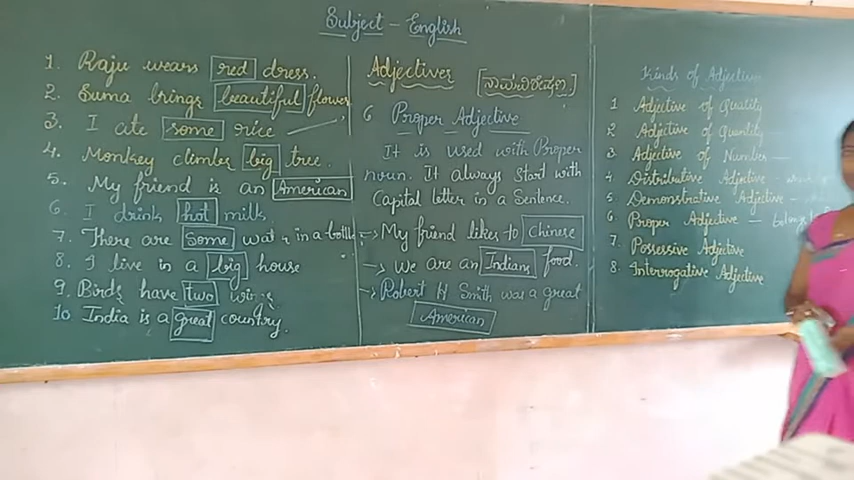 Subject - English
1. Raju wears red dress.
2. Suma brings beautiful flower
3. I ate some rice
4. Monkey climbes big tree.
5. My friend is an American
6. I drink hot milk
7. There are some water in a bottle.
8. I live in a big house
9. Birds have two wings
10 India is a great country.
Adjectives
6 Proper Adjective
It is used with Proper
noun. It always start with
Capital letter in a Sentence.
-> My friend likes to Chinese
-> we are an Indians food.
-> Robert H Smith was a great
American
Kinds of Adjectives
1 Adjective of Quality
2 Adjective of Quantity
3 Adjective of Number
4 Distributive Adjective -
5 Demonstrative Adjective -
6. Proper Adjective -
7. Possessive Adjective
8. Interrogative Adjective